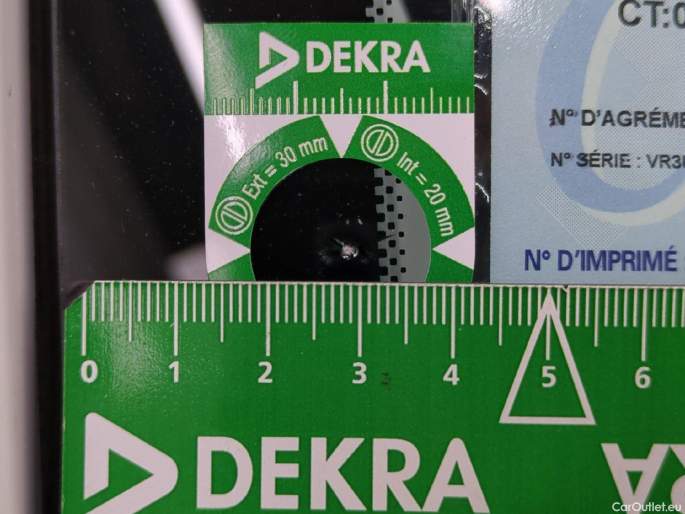 DEKRA
Ext = 30 mm
Int = 20 mm
CT:0
N° D'AGRÉME
N° SÉRIE : VR3
N° D'IMPRIMÉ
0 1 2 3 4 5 6
DEKRA
RA
CarOutlet.eu